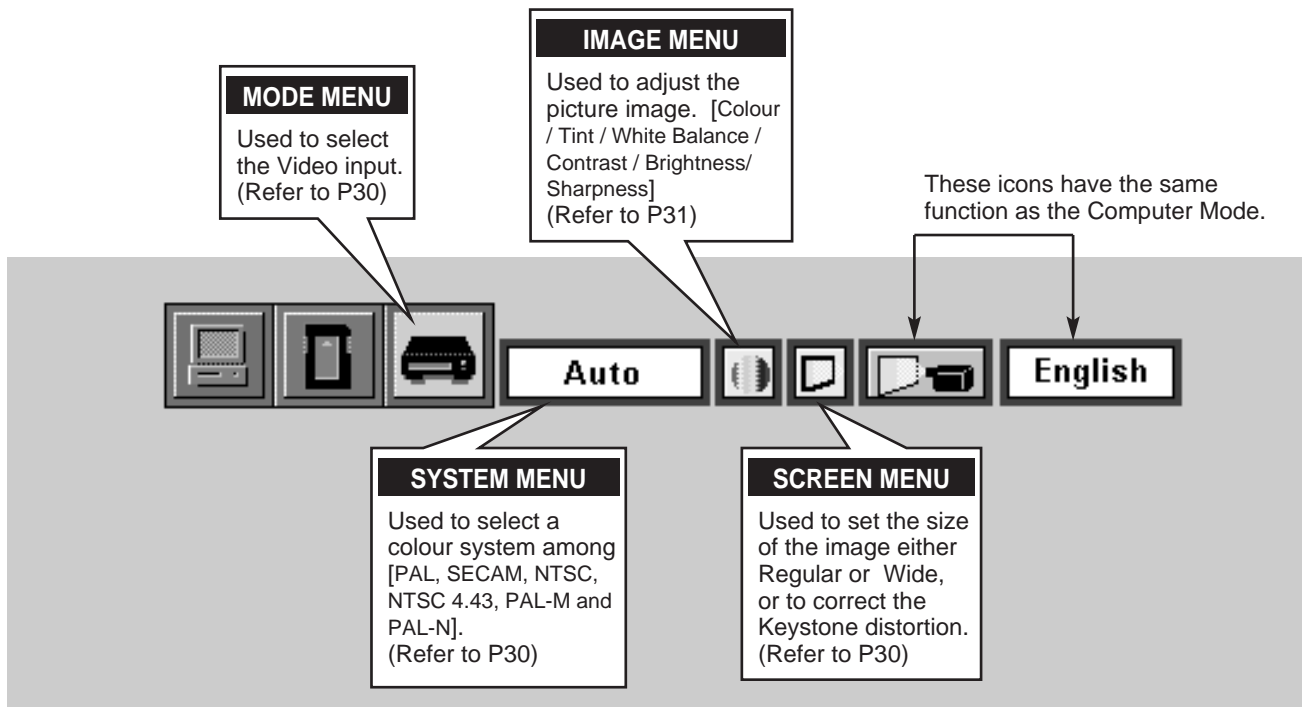 IMAGE MENU
Used to adjust the
picture image. [Colour
/ Tint / White Balance /
Contrast / Brightness/
Sharpness]
(Refer to P31)
MODE MENU
Used to select
the Video input.
(Refer to P30)
These icons have the same
function as the Computer Mode.
Auto
English
SYSTEM MENU
Used to select a
colour system among
[PAL, SECAM, NTSC,
NTSC 4.43, PAL-M and
PAL-N].
(Refer to P30)
SCREEN MENU
Used to set the size
of the image either
Regular or Wide,
or to correct the
Keystone distortion.
(Refer to P30)